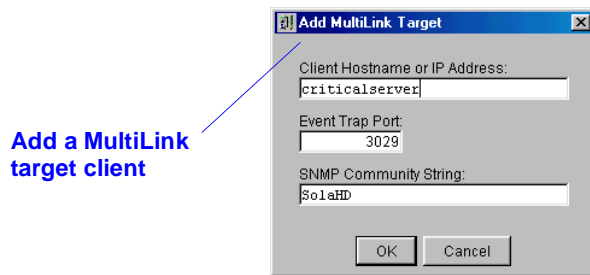 Add MultiLink Target
Client Hostname or IP Address:
criticalserver
Event Trap Port:
3029
SNMP Community String:
SolaHD
OK Cancel
Add a MultiLink
target client